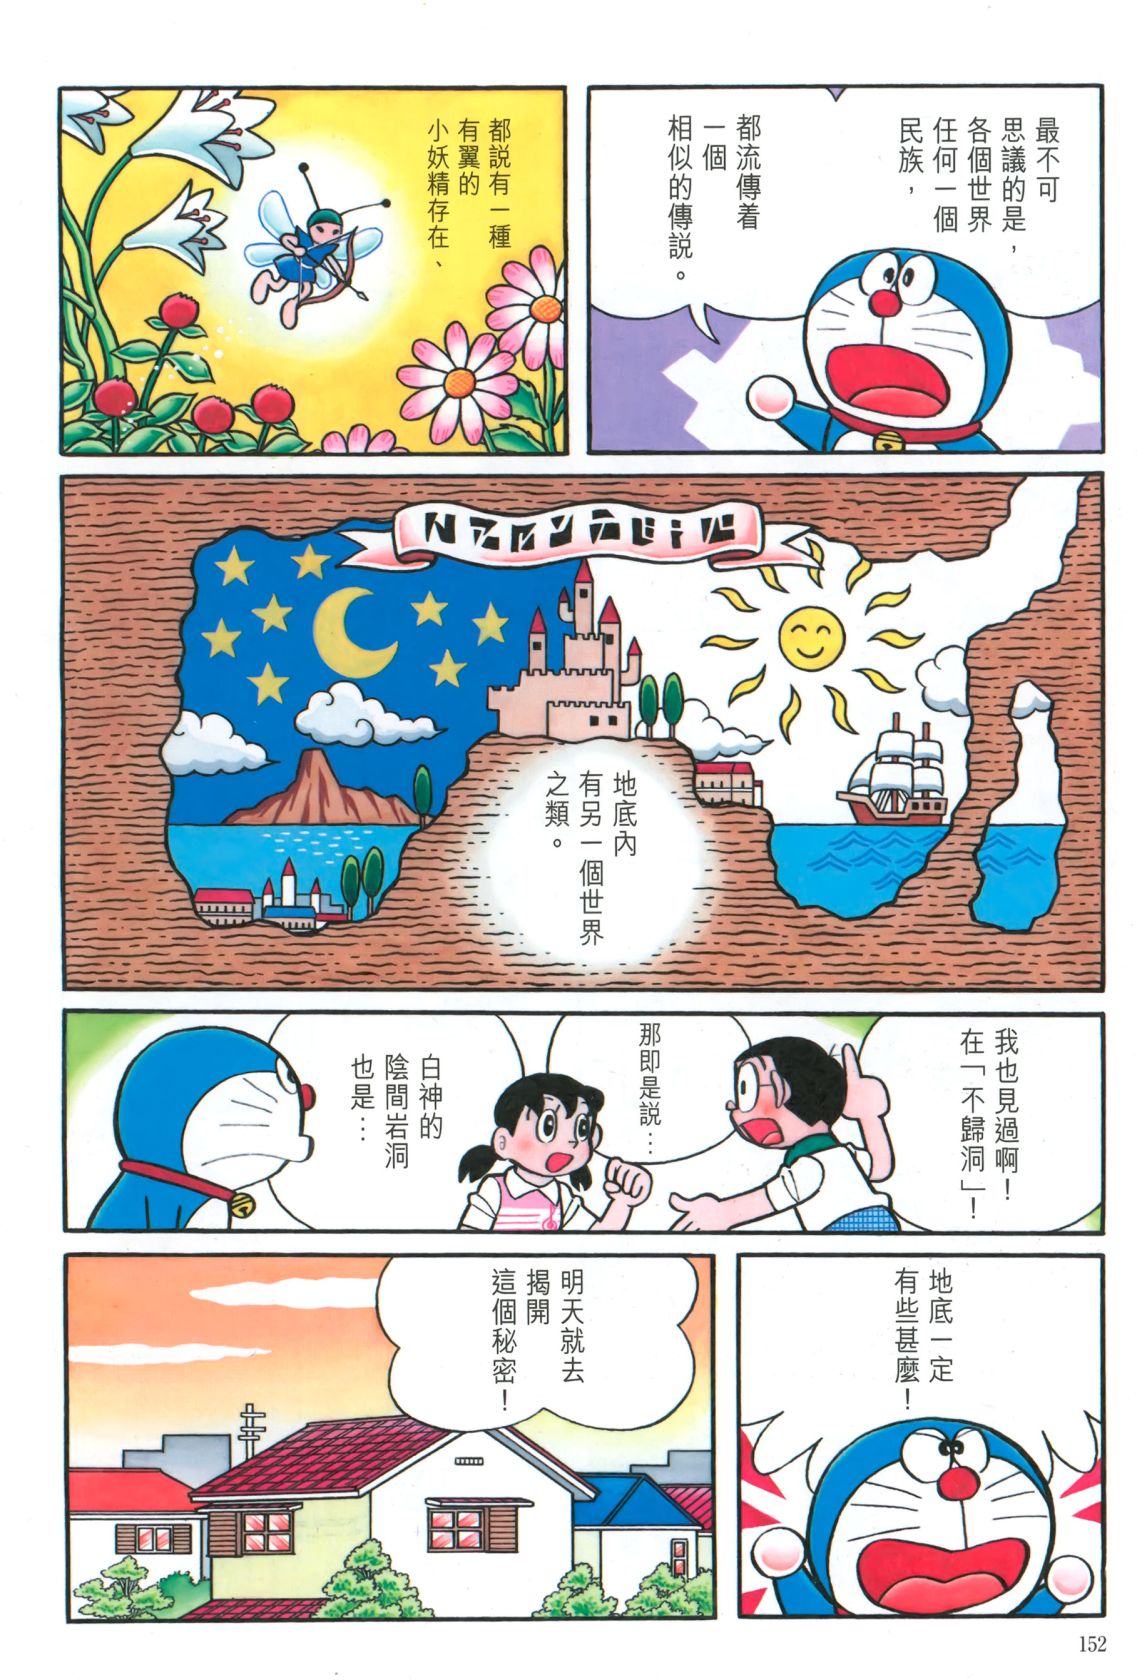 最不可
思議的是，
各個世界
任何一個
民族，
都流傳着
一個
相似的傳說。
都說有一種
有翼的
小妖精存在、
地底內
有另一個世界
之類。
我也見過啊！
在「不歸洞」！
那即是說…
白神的
陰間岩洞
也是…
地底一定
有些甚麼！
明天就去
揭開
這個秘密！
152